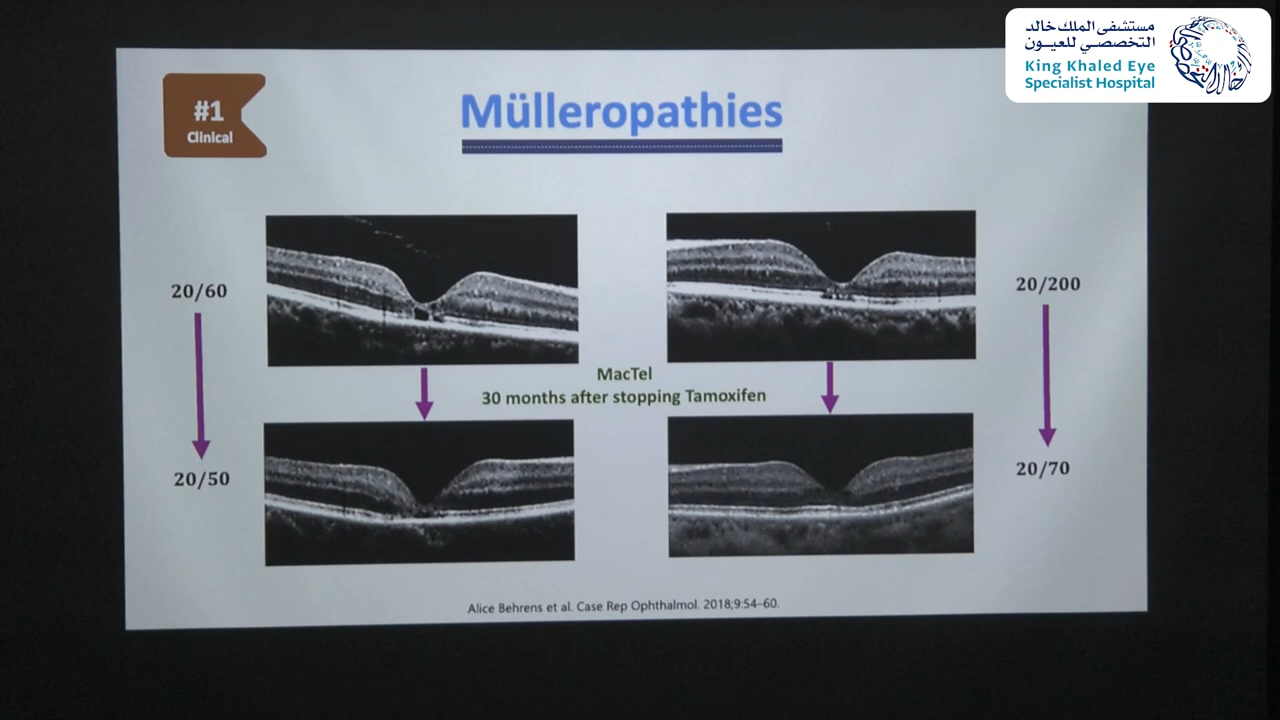 مستشفى الملك خالد
التخصصي للعيون
King Khaled Eye
Specialist Hospital
#1
Clinical
Mülleropathies
20/60
20/200
MacTel
30 months after stopping Tamoxifen
20/50
20/70
Alice Behrens et al. Case Rep Ophthalmol. 2018;9:54–60.